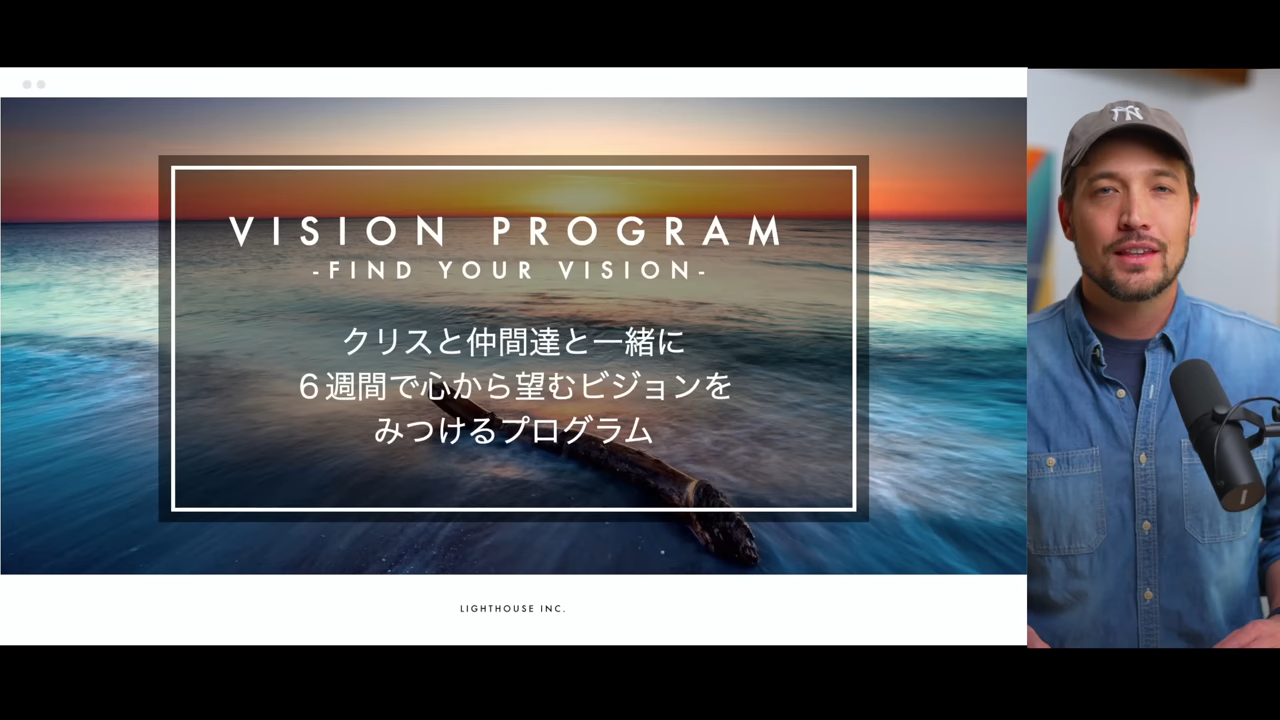 VISION PROGRAM
-FIND YOUR VISION-
クリスと仲間達と一緒に
６週間で心から望むビジョンを
みつけるプログラム
LIGHTHOUSE INC.